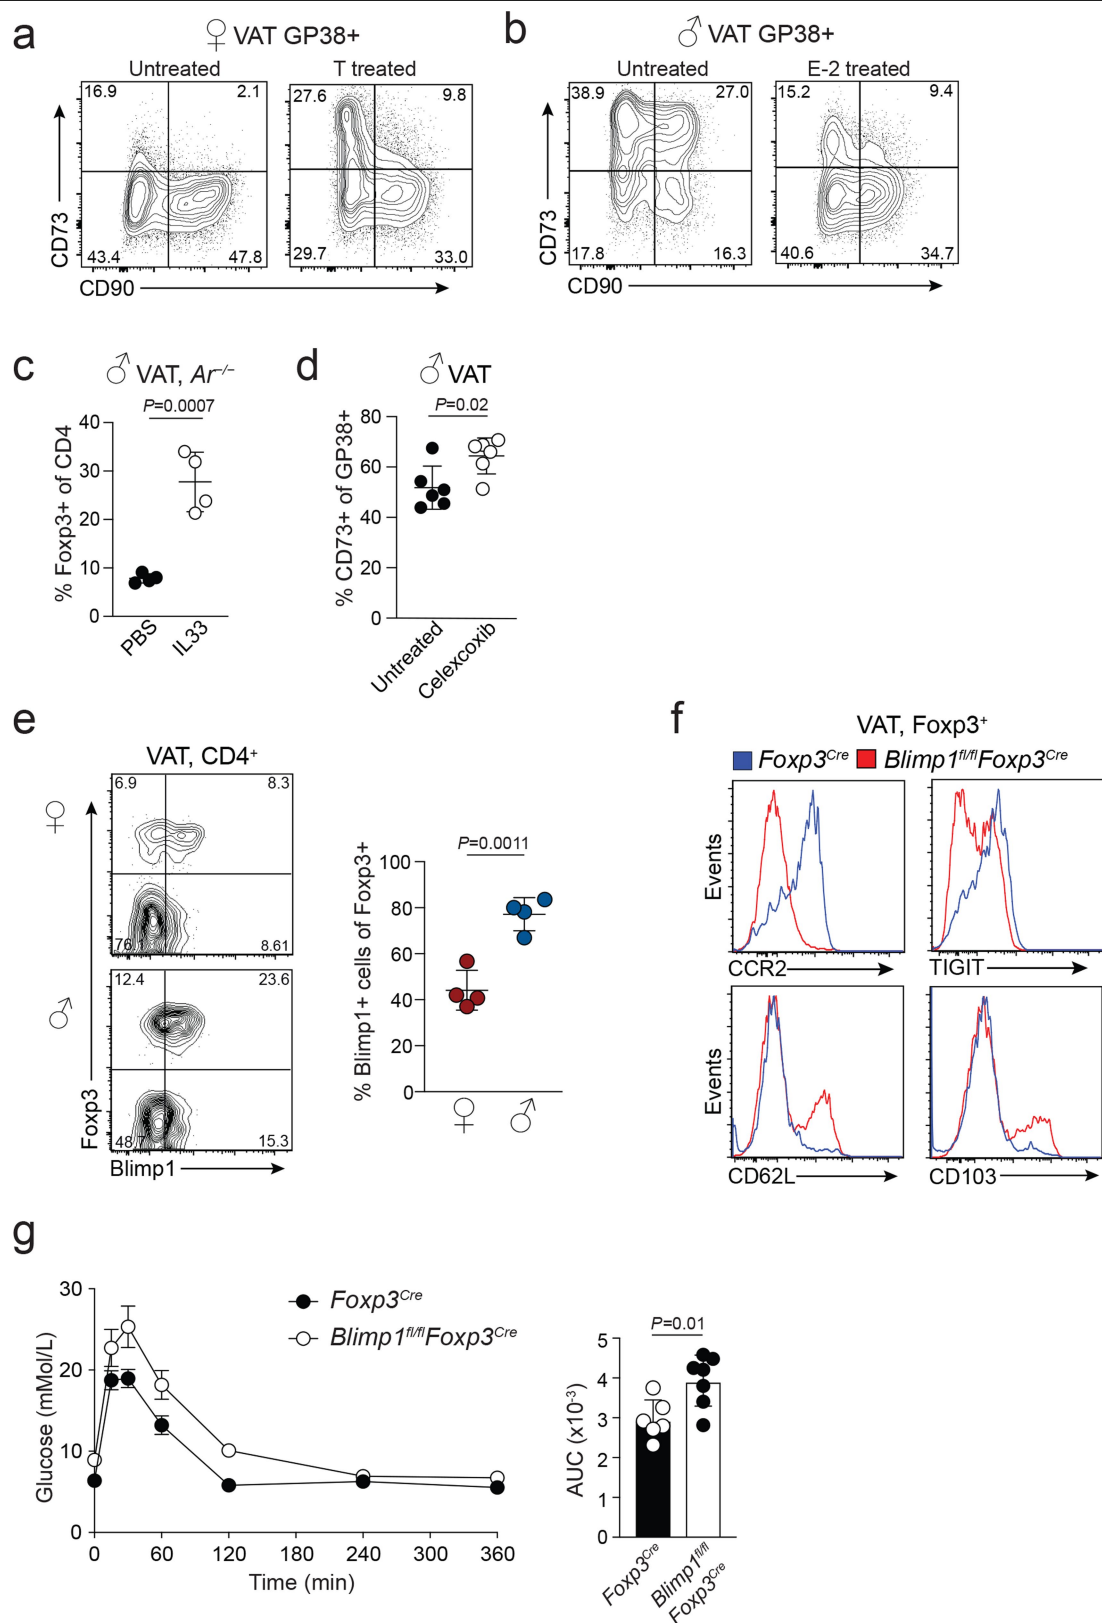 a
♀ VAT GP38+
Untreated
T treated
16.9
2.1
43.4
47.8
27.6
9.8
29.7
33.0
CD73
CD90
b
♂ VAT GP38+
Untreated
E-2 treated
38.9
27.0
17.8
16.3
15.2
9.4
40.6
34.7
CD73
CD90
c
♂ VAT, Ar⁻/⁻
P=0.0007
% Foxp3+ of CD4
40
30
20
10
0
PBS
IL33
d
♂ VAT
P=0.02
% CD73+ of GP38+
80
60
40
20
0
Untreated
Celexcoxib
e
VAT, CD4⁺
♀
6.9
8.3
8.61
♂
12.4
23.6
15.3
Foxp3
Blimp1
P=0.0011
% Blimp1+ cells of Foxp3+
100
80
60
40
20
0
♀
♂
f
VAT, Foxp3⁺
Foxp3Cre
Blimp1fl/flFoxp3Cre
Events
CCR2
TIGIT
Events
CD62L
CD103
g
Foxp3Cre
Blimp1fl/flFoxp3Cre
Glucose (mMol/L)
30
20
10
0
0 60 120 180 240 300 360
Time (min)
P=0.01
AUC (x10⁻³)
5
4
3
2
1
0
Foxp3Cre
Blimp1fl/fl
Foxp3Cre